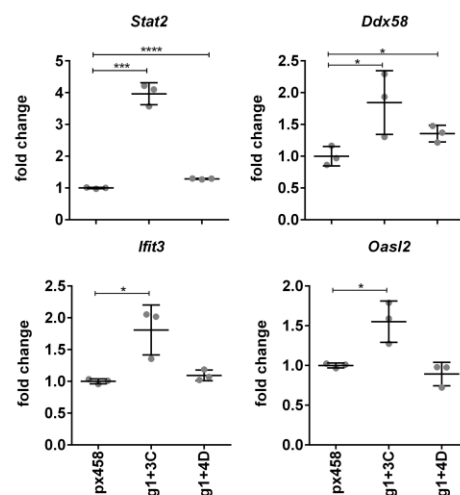 Stat2
****
***
fold change
5
4
3
2
1
0
Ddx58
*
*
fold change
2.5
2.0
1.5
1.0
0.5
0.0
Ifit3
*
fold change
2.5
2.0
1.5
1.0
0.5
0.0
px458
g1+3C
g1+4D
Oasl2
*
fold change
2.0
1.5
1.0
0.5
0.0
px458
g1+3C
g1+4D